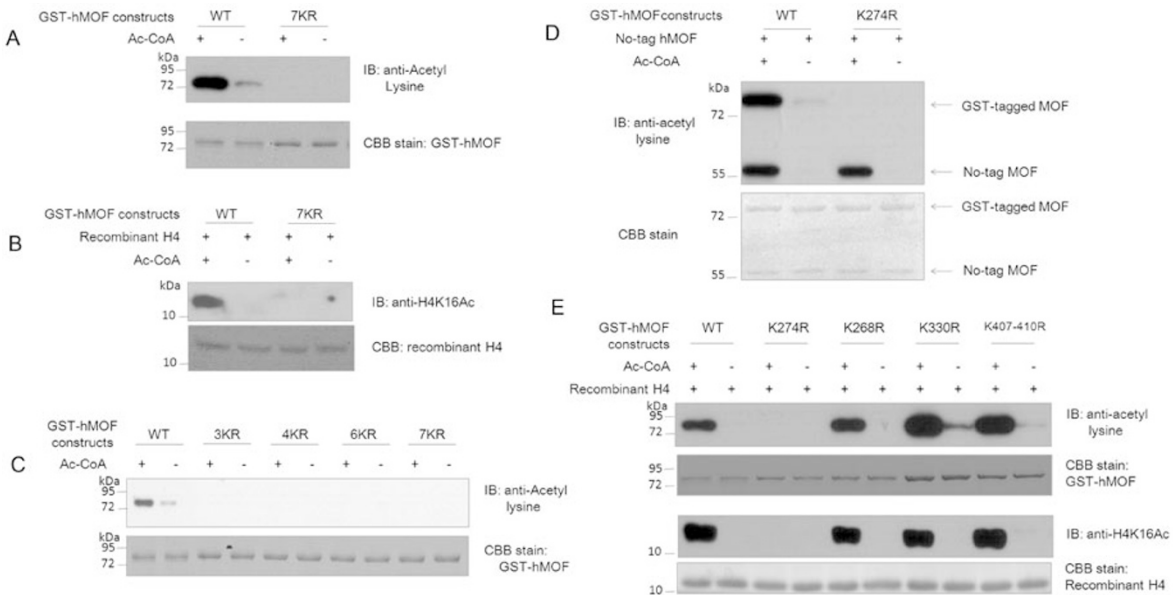 A
GST-hMOF constructs WT 7KR
Ac-CoA + - + -
kDa
95
72
IB: anti-Acetyl
Lysine
95
72
CBB stain: GST-hMOF
B
GST-hMOF constructs WT 7KR
Recombinant H4 + + + +
Ac-CoA + - + -
kDa
10
IB: anti-H4K16Ac
10
CBB: recombinant H4
C
GST-hMOF
constructs
WT 3KR 4KR 6KR 7KR
Ac-CoA + - + - + - + - + -
kDa
95
72
IB: anti-Acetyl
lysine
kDa
95
72
CBB stain:
GST-hMOF
D
GST-hMOF constructs WT K274R
No-tag hMOF + + + +
Ac-CoA + - + -
kDa
72
55
IB: anti-acetyl
lysine
GST-tagged MOF
No-tag MOF
72
55
CBB stain
GST-tagged MOF
No-tag MOF
E
GST-hMOF
constructs
WT K274R K268R K330R K407-410R
Ac-CoA + - + - + - + - + -
Recombinant H4 + + + + + + + + + +
kDa
95
72
IB: anti-acetyl
lysine
95
72
CBB stain:
GST-hMOF
10
IB: anti-H4K16Ac
10
CBB stain:
Recombinant H4